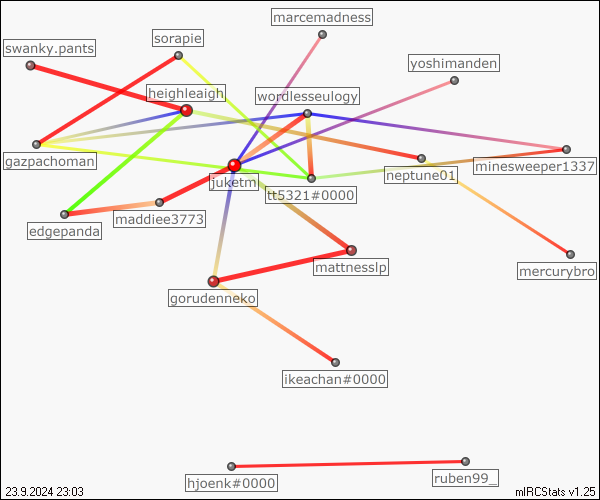 marcemadness
sorapie
swanky.pants
yoshimanden
heighleaigh
wordlesseulogy
gazpachoman
minesweeper1337
neptune01
juketm
tt5321#0000
maddiee3773
edgepanda
mattnesslp
mercurybro
gorudenneko
ikeachan#0000
ruben99_
hjoenk#0000
23.9.2024 23:03
mIRCStats v1.25